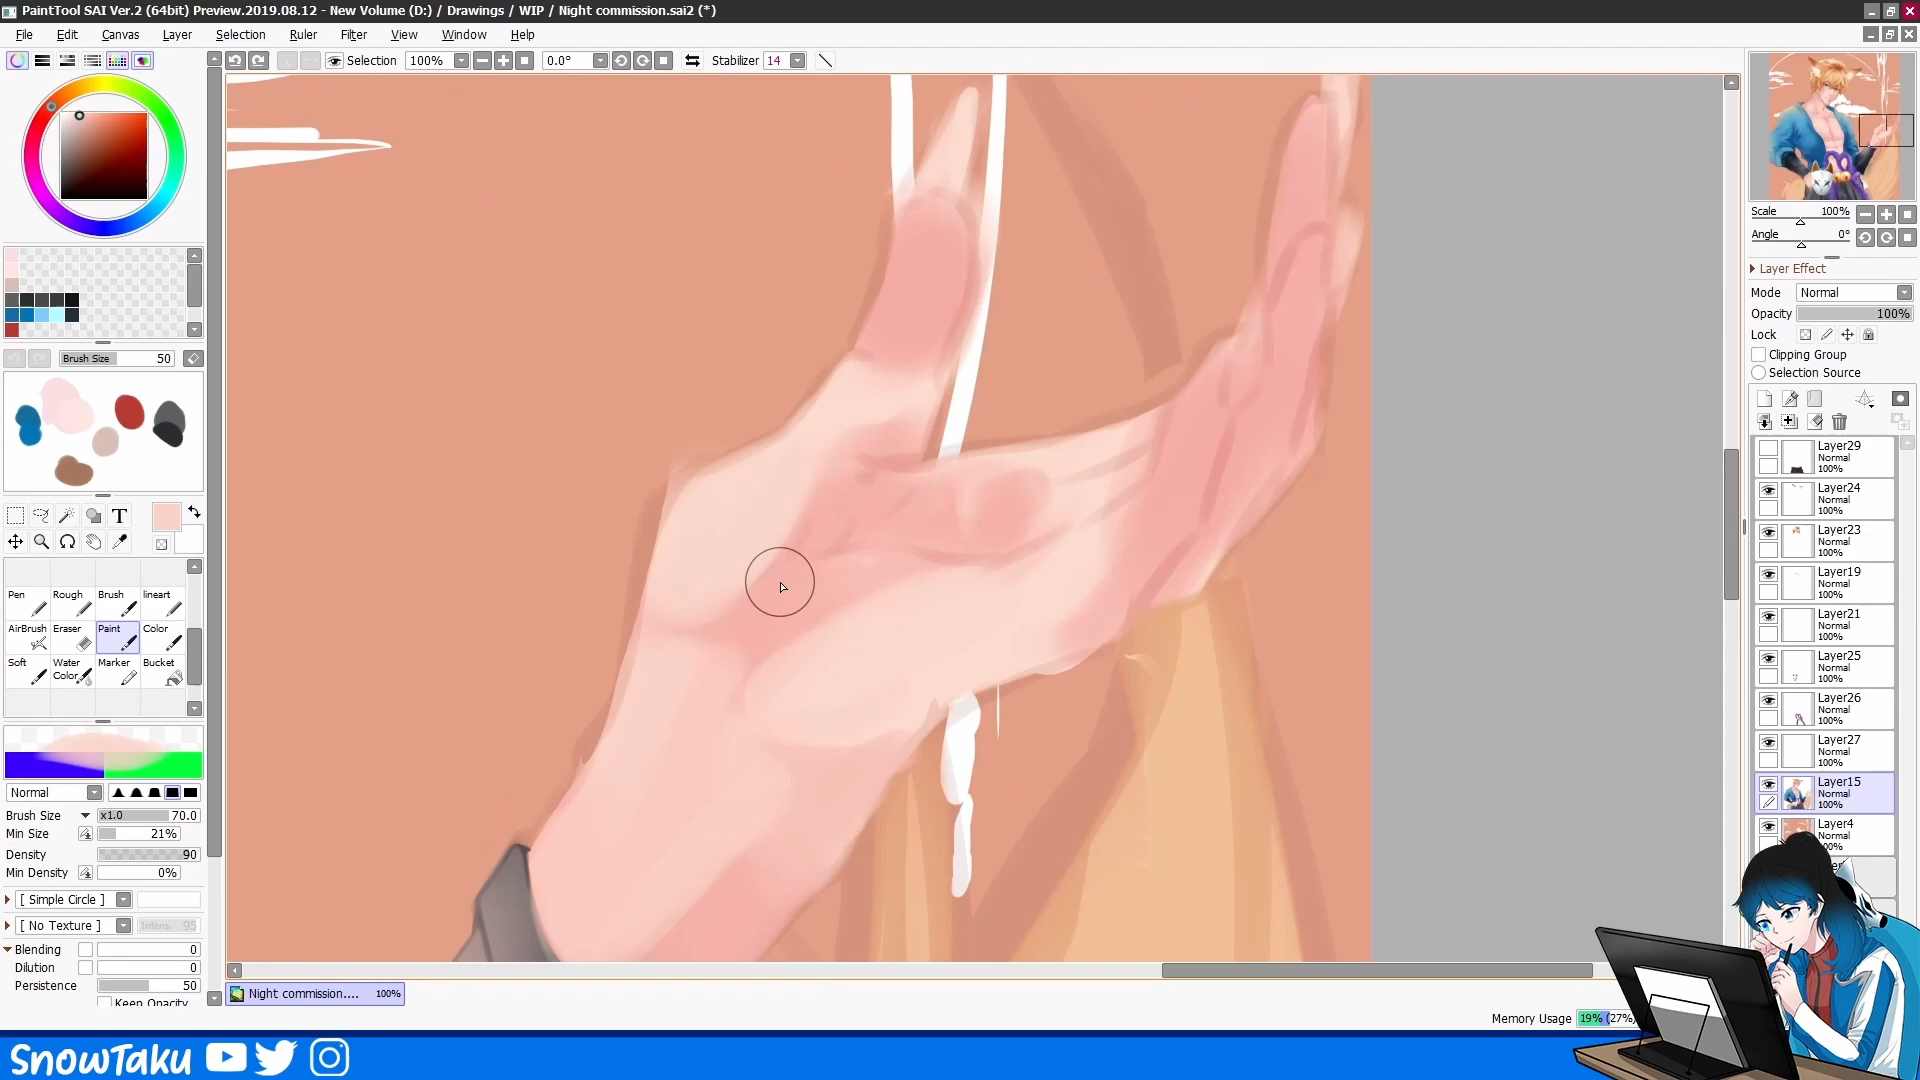 PaintTool SAI Ver.2 (64bit) Preview.2019.08.12 - New Volume (D:) / Drawings / WIP / Night commission.sai2 (*)
File Edit Canvas Layer Selection Ruler Filter View Window Help
Selection 100% 0.0° Stabilizer 14
Scale 100%
Angle 0°
Layer Effect
Mode Normal
Opacity 100%
Lock
Clipping Group
Selection Source
Brush Size 50
T
Pen Rough Brush lineart
AirBrush Eraser Paint Color
Soft Water Color Marker Bucket
Normal
Brush Size x1.0 70.0
Min Size 21%
Density 90
Min Density 0%
[ Simple Circle ]
[ No Texture ] Intens. 95
Blending 0
Dilution 0
Persistence 50
Keep Opacity
Layer29
Normal
100%
Layer24
Normal
100%
Layer23
Normal
100%
Layer19
Normal
100%
Layer21
Normal
100%
Layer25
Normal
100%
Layer26
Normal
100%
Layer27
Normal
100%
Layer15
Normal
100%
Layer4
Normal
Night commission.... 100%
Memory Usage 19% (27%)
SnowTaku